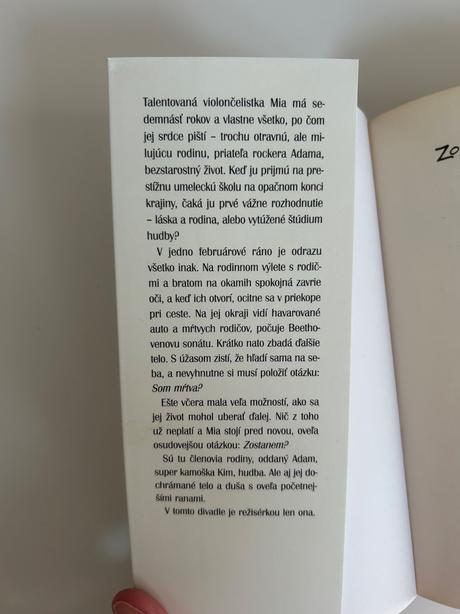 Talentovaná violončelistka Mia má se-
demnásť rokov a vlastne všetko, po čom
jej srdce piští – trochu otravnú, ale mi-
lujúcu rodinu, priateľa rockera Adama,
bezstarostný život. Keď ju prijmú na pre-
stížnu umeleckú školu na opačnom konci
krajiny, čaká ju prvé vážne rozhodnutie
– láska a rodina, alebo vytúžené štúdium
hudby?
V jedno februárové ráno je odrazu
všetko inak. Na rodinnom výlete s rodič-
mi a bratom na okamih spokojná zavrie
oči, a keď ich otvorí, ocitne sa v priekope
pri ceste. Na jej okraji vidí havarované
auto a mŕtvych rodičov, počuje Beetho-
venovu sonátu. Krátko nato zbadá ďalšie
telo. S úžasom zistí, že hľadí sama na se-
ba, a nevyhnutne si musí položiť otázku:
Som mŕtva?
Ešte včera mala veľa možností, ako sa
jej život mohol uberať ďalej. Nič z toho
už neplatí a Mia stojí pred novou, oveľa
osudovejšou otázkou: Zostanem?
Sú tu členovia rodiny, oddaný Adam,
super kamoška Kim, hudba. Ale aj jej do-
chrámané telo a duša s oveľa početnej-
šími ranami.
V tomto divadle je režisérkou len ona.
Zo